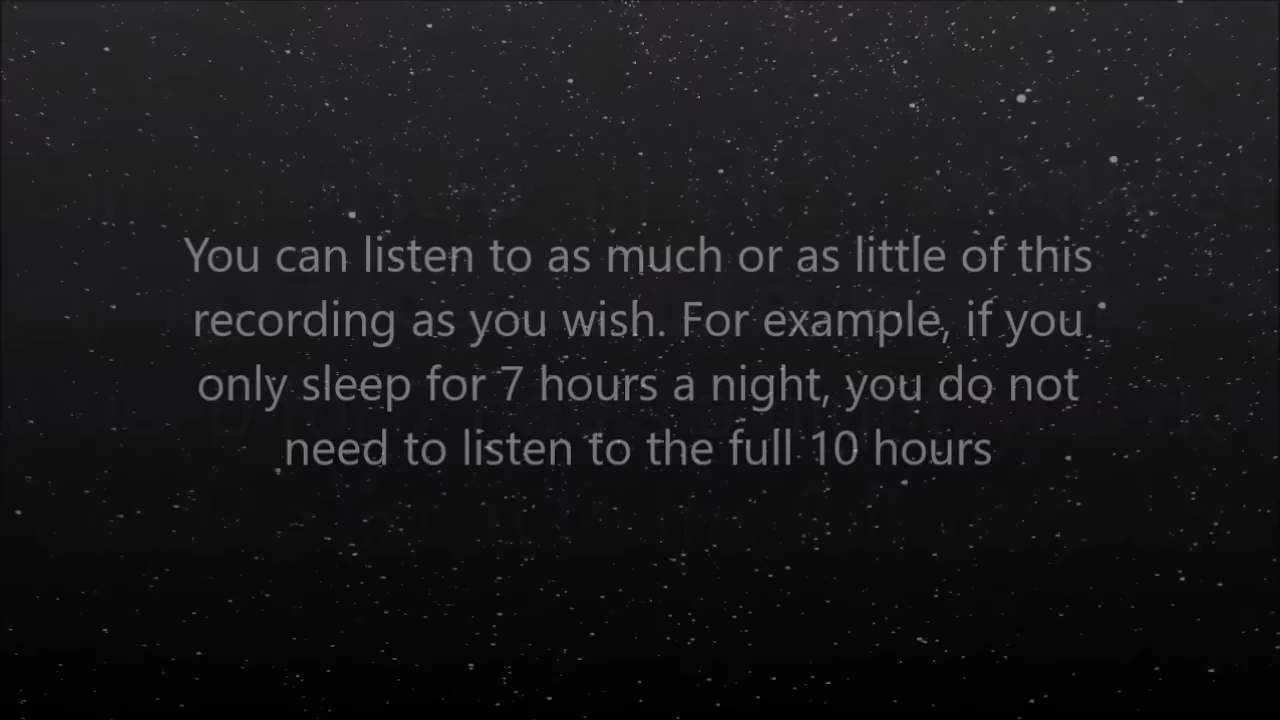 You can listen to as much or as little of this
recording as you wish. For example, if you
only sleep for 7 hours a night, you do not
need to listen to the full 10 hours